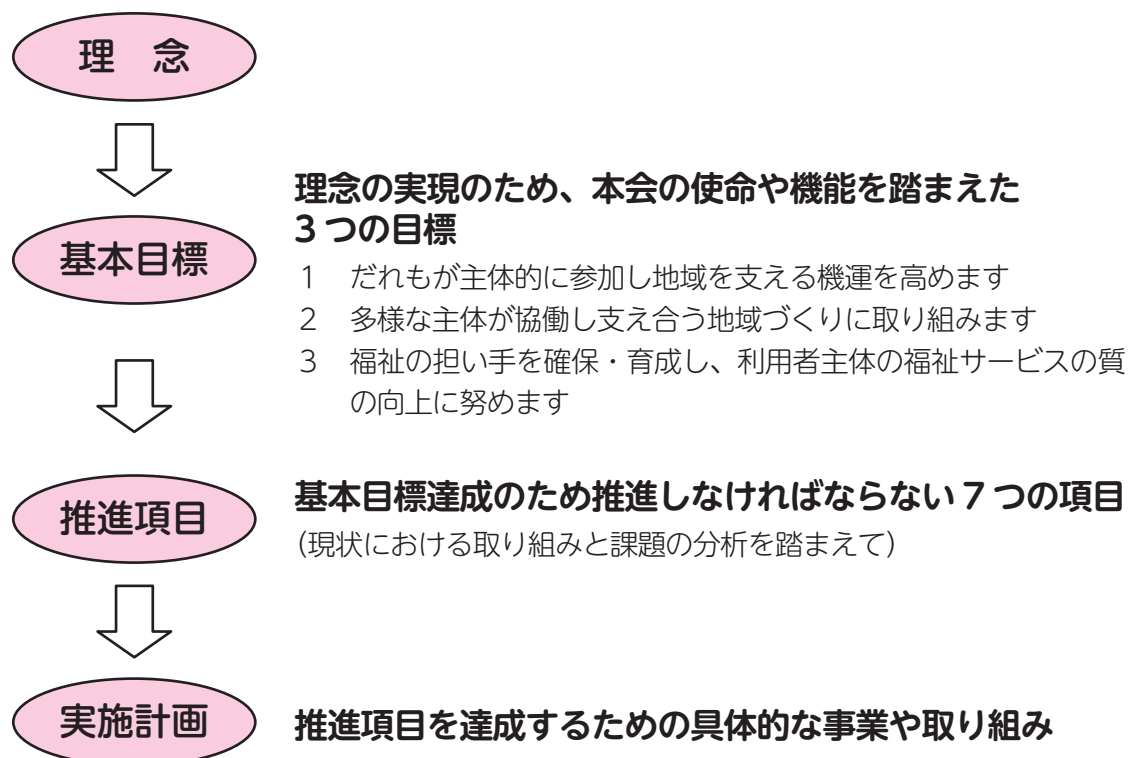 理　念
理念の実現のため、本会の使命や機能を踏まえた
3つの目標
基本目標
1　だれもが主体的に参加し地域を支える機運を高めます
2　多様な主体が協働し支え合う地域づくりに取り組みます
3　福祉の担い手を確保・育成し、利用者主体の福祉サービスの質
の向上に努めます
推進項目
基本目標達成のため推進しなければならない7つの項目
（現状における取り組みと課題の分析を踏まえて）
実施計画
推進項目を達成するための具体的な事業や取り組み